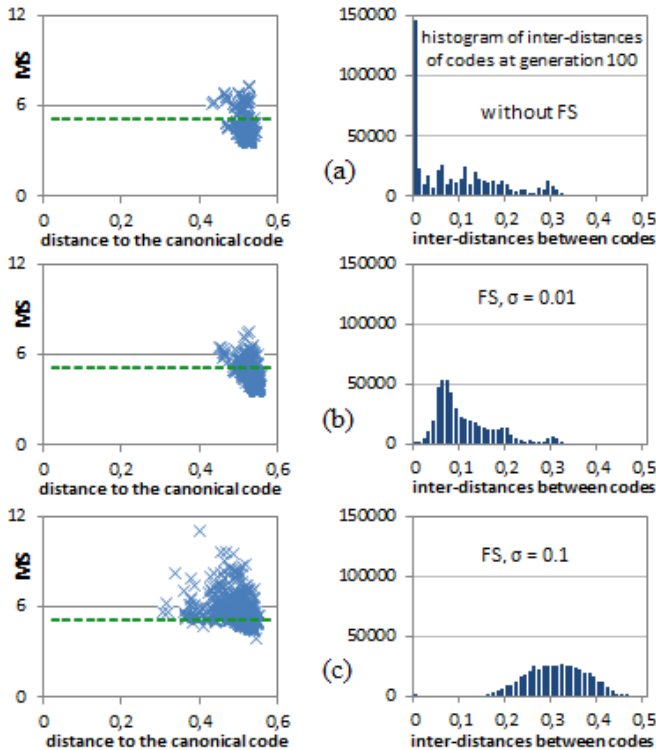 12
MS
6
0
0 0,2 0,4 0,6
distance to the canonical code
150000
100000
50000
0
histogram of inter-distances
of codes at generation 100
without FS
0 0,1 0,2 0,3 0,4 0,5
inter-distances between codes
(a)
12
MS
6
0
0 0,2 0,4 0,6
distance to the canonical code
150000
100000
50000
0
FS, σ = 0.01
0 0,1 0,2 0,3 0,4 0,5
inter-distances between codes
(b)
12
MS
6
0
0 0,2 0,4 0,6
distance to the canonical code
150000
100000
50000
0
FS, σ = 0.1
0 0,1 0,2 0,3 0,4 0,5
inter-distances between codes
(c)